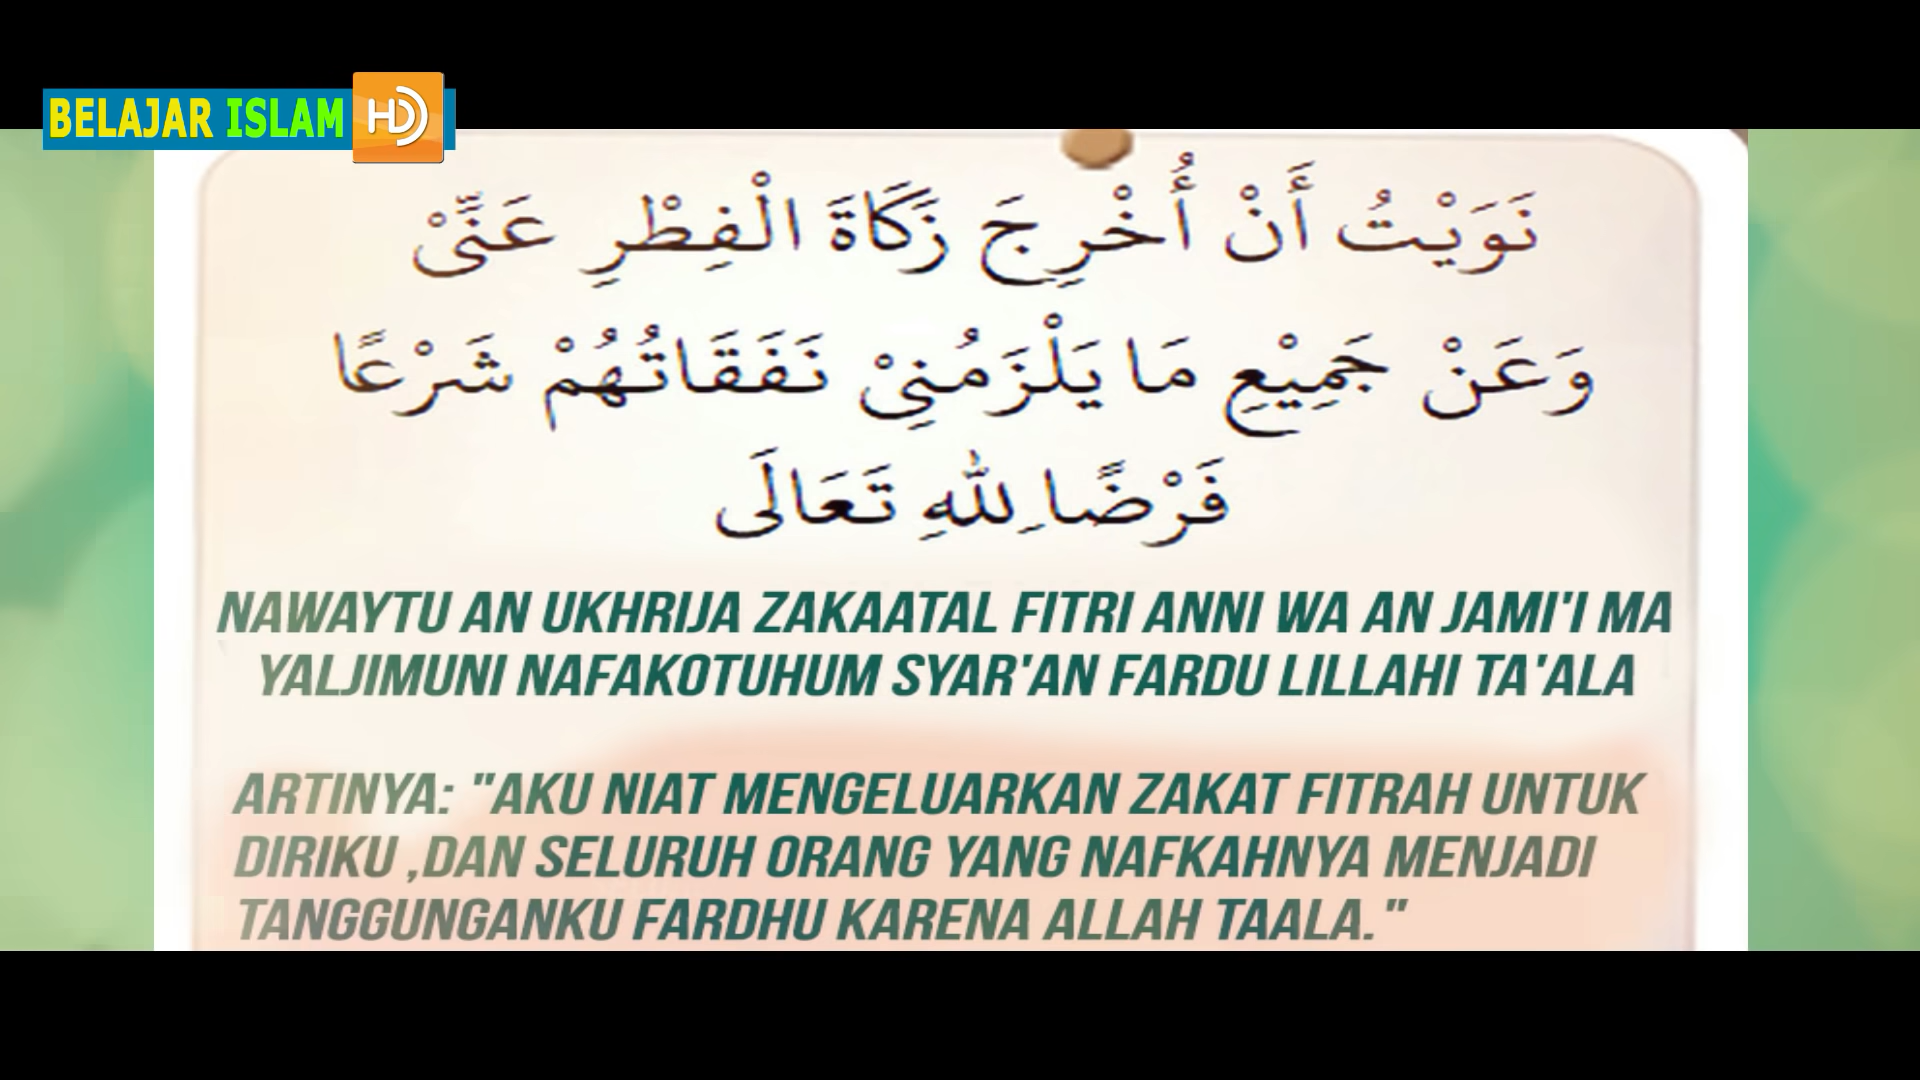 BELAJAR ISLAM HD
نَوَيْتُ أَنْ أُخْرِجَ زَكَاةَ الْفِطْرِ عَنِّيْ
وَعَنْ جَمِيْعِ مَا يَلْزَمُنِيْ نَفَقَاتُهُمْ شَرْعًا
فَرْضًا لِلّٰهِ تَعَالَى
NAWAYTU AN UKHRIJA ZAKAATAL FITRI ANNI WA AN JAMI'I MA
YALJIMUNI NAFAKOTUHUM SYAR'AN FARDU LILLAHI TA'ALA
ARTINYA: "AKU NIAT MENGELUARKAN ZAKAT FITRAH UNTUK
DIRIKU ,DAN SELURUH ORANG YANG NAFKAHNYA MENJADI
TANGGUNGANKU FARDHU KARENA ALLAH TAALA."